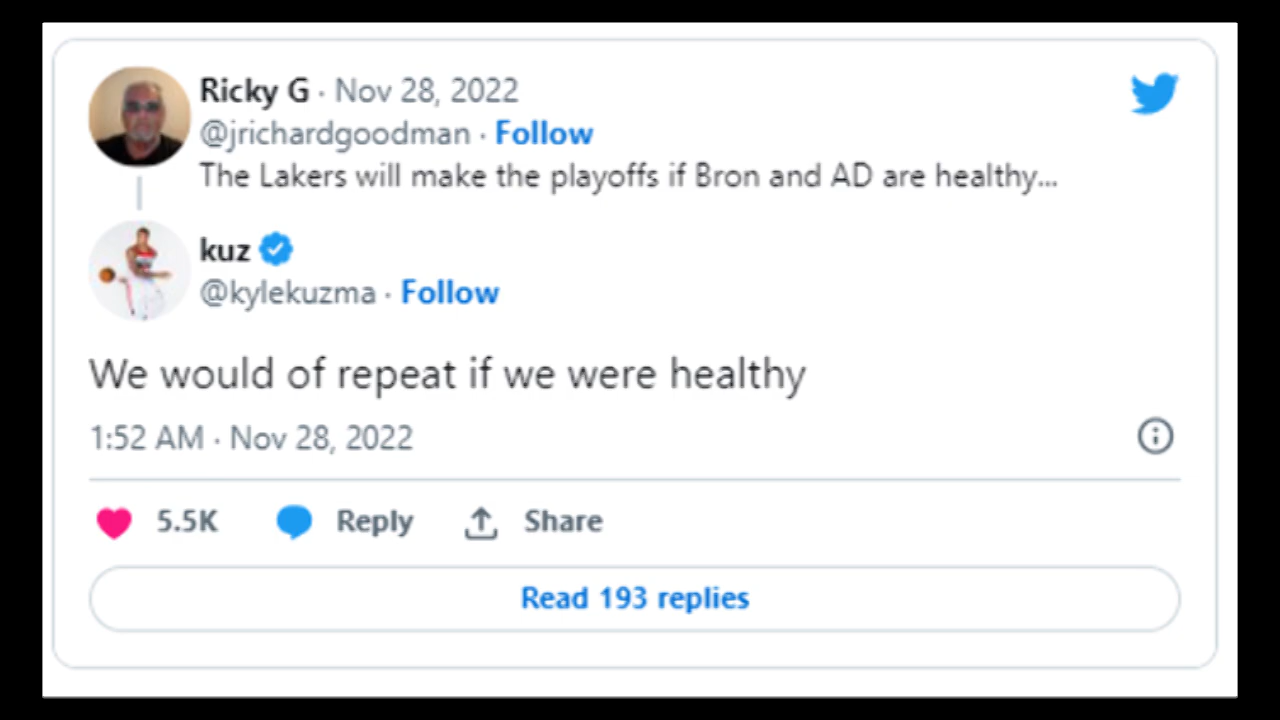 Ricky G · Nov 28, 2022
@jrichardgoodman · Follow
The Lakers will make the playoffs if Bron and AD are healthy...
kuz
@kylekuzma · Follow
We would of repeat if we were healthy
1:52 AM · Nov 28, 2022
5.5K Reply Share
Read 193 replies